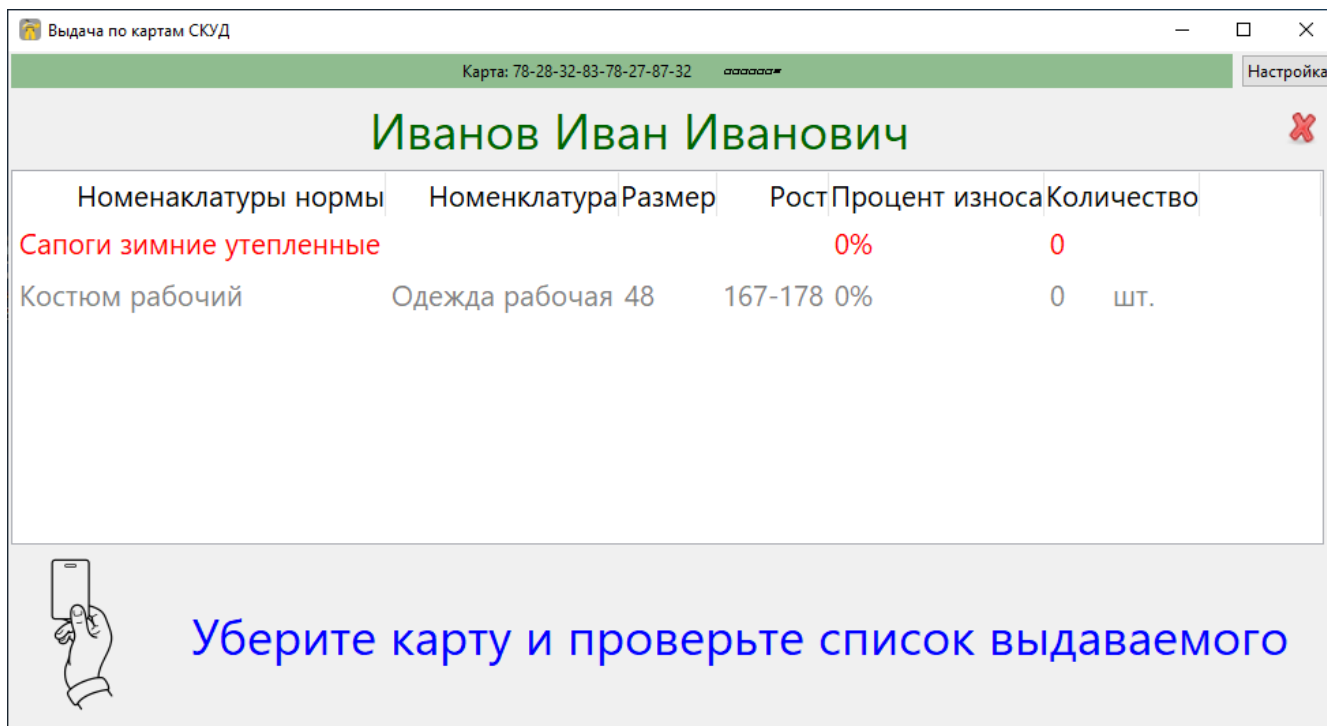 Выдача по картам СКУД
Карта: 78-28-32-83-78-27-87-32
Настройка
Иванов Иван Иванович
Номенаклатуры нормы Номенклатура Размер Рост Процент износа Количество
Сапоги зимние утепленные 0% 0
Костюм рабочий Одежда рабочая 48 167-178 0% 0 шт.
Уберите карту и проверьте список выдаваемого